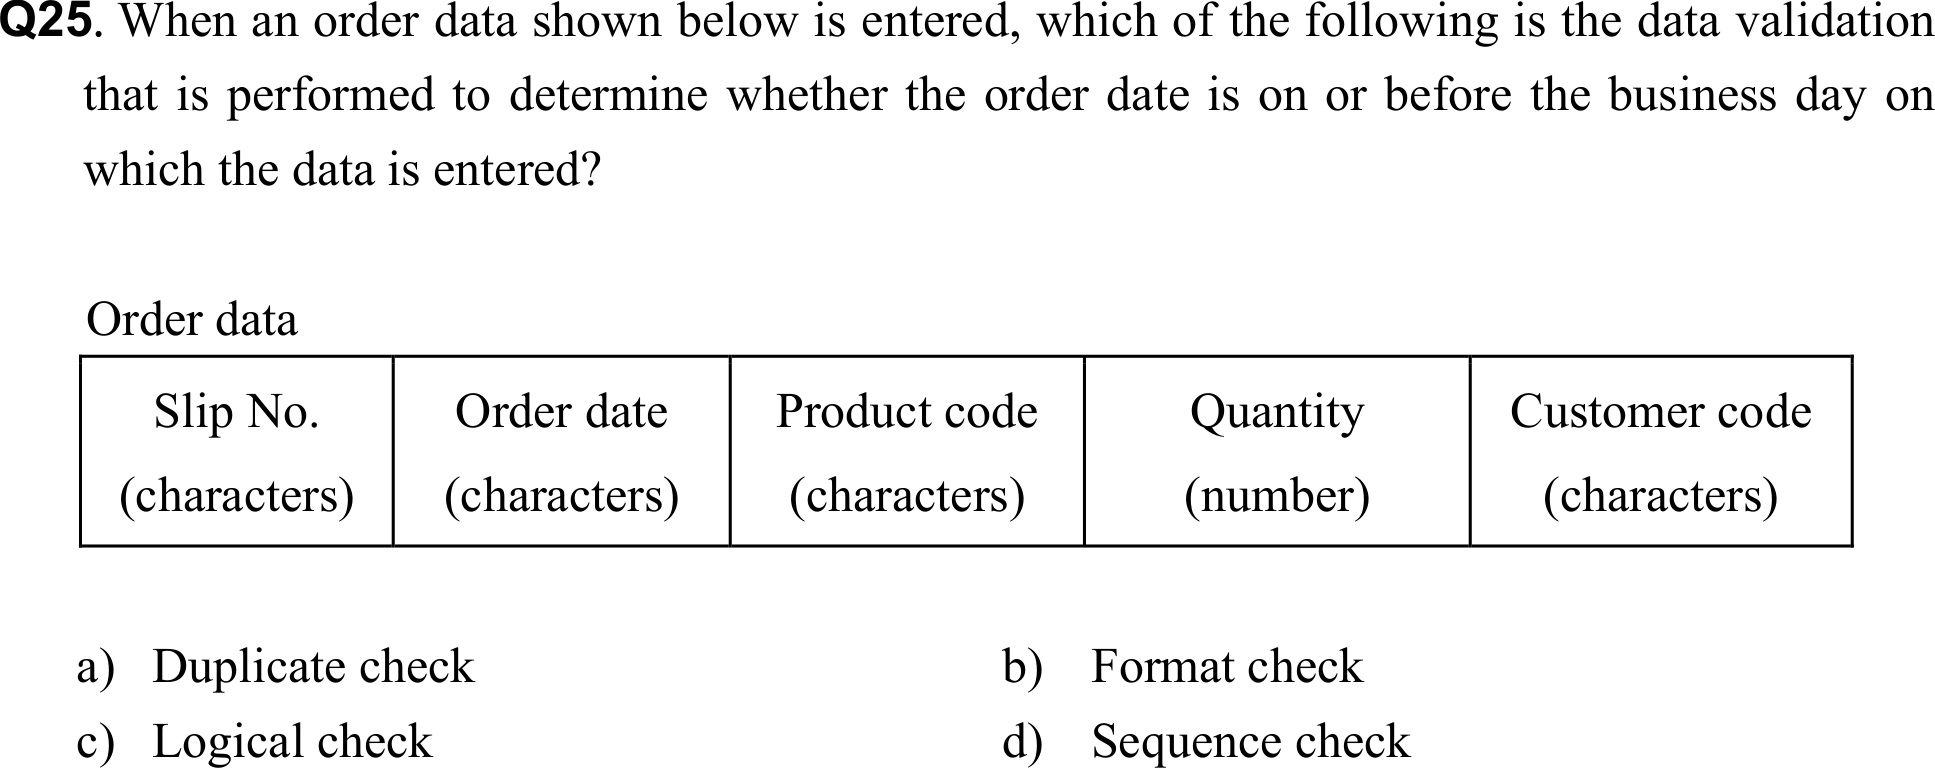 Q25. When an order data shown below is entered, which of the following is the data validation
that is performed to determine whether the order date is on or before the business day on
which the data is entered?
Order data
Slip No. Order date Product code Quantity Customer code
(characters) (characters) (characters) (number) (characters)
a) Duplicate check b) Format check
c) Logical check d) Sequence check